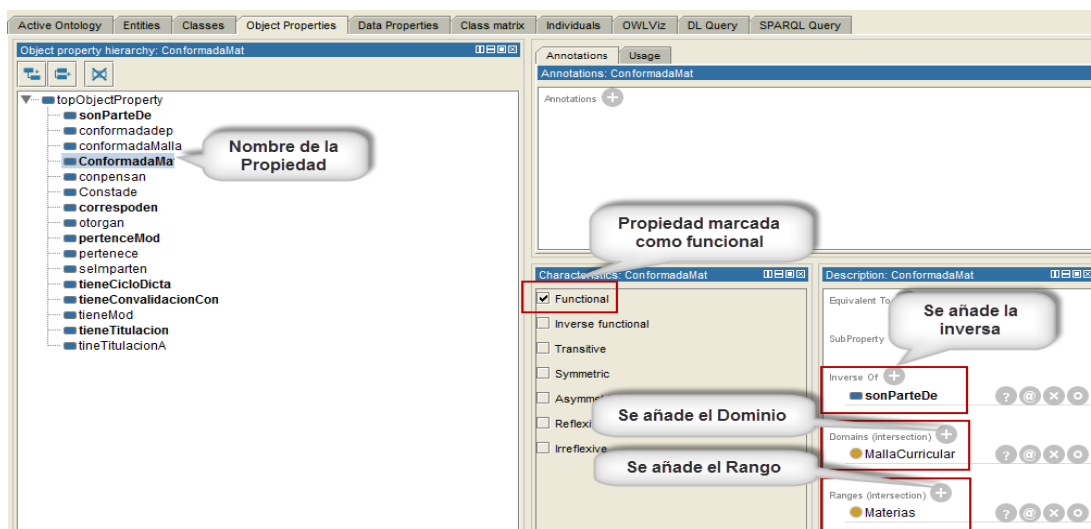 Active Ontology Entities Classes Object Properties Data Properties Class matrix Individuals OWLViz DL Query SPARQL Query
Object property hierarchy: ConformadaMat
topObjectProperty
sonParteDe
conformadadep
conformadaMalla
ConformadaMa
conpensan
Constade
correspoden
otorgan
pertenceMod
pertenece
seImparten
tieneCicloDicta
tieneConvalidacionCon
tieneMod
tieneTitulacion
tineTitulacionA
Nombre de la
Propiedad
Annotations Usage
Annotations: ConformadaMat
Annotations
Propiedad marcada
como funcional
Characteristics: ConformadaMat
Functional
Inverse functional
Transitive
Symmetric
Asymme
Reflexi
Irreflexive
Se añade el Dominio
Se añade el Rango
Description: ConformadaMat
Equivalent To
SubProperty
Se añade la
inversa
Inverse Of
sonParteDe
Domains (intersection)
MallaCurricular
Ranges (intersection)
Materias